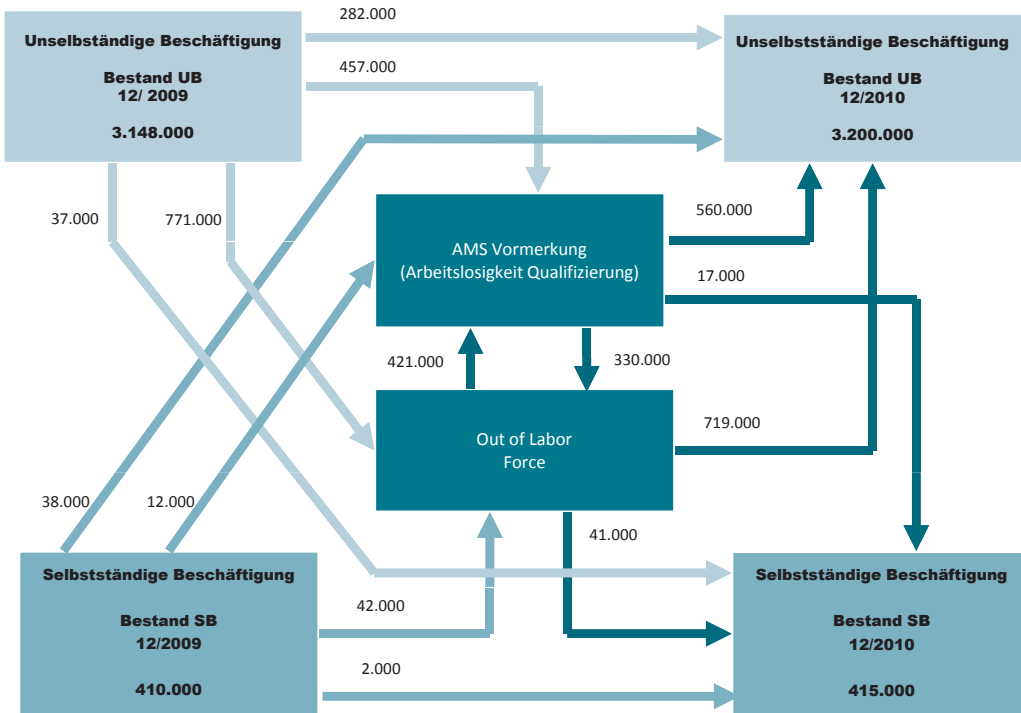 282.000
Unselbständige Beschäftigung
Bestand UB
12/ 2009
3.148.000
457.000
Unselbstständige Beschäftigung
Bestand UB
12/2010
3.200.000
37.000
771.000
AMS Vormerkung
(Arbeitslosigkeit Qualifizierung)
560.000
17.000
421.000
330.000
Out of Labor
Force
719.000
38.000
12.000
41.000
Selbstständige Beschäftigung
Bestand SB
12/2009
410.000
42.000
2.000
Selbstständige Beschäftigung
Bestand SB
12/2010
415.000